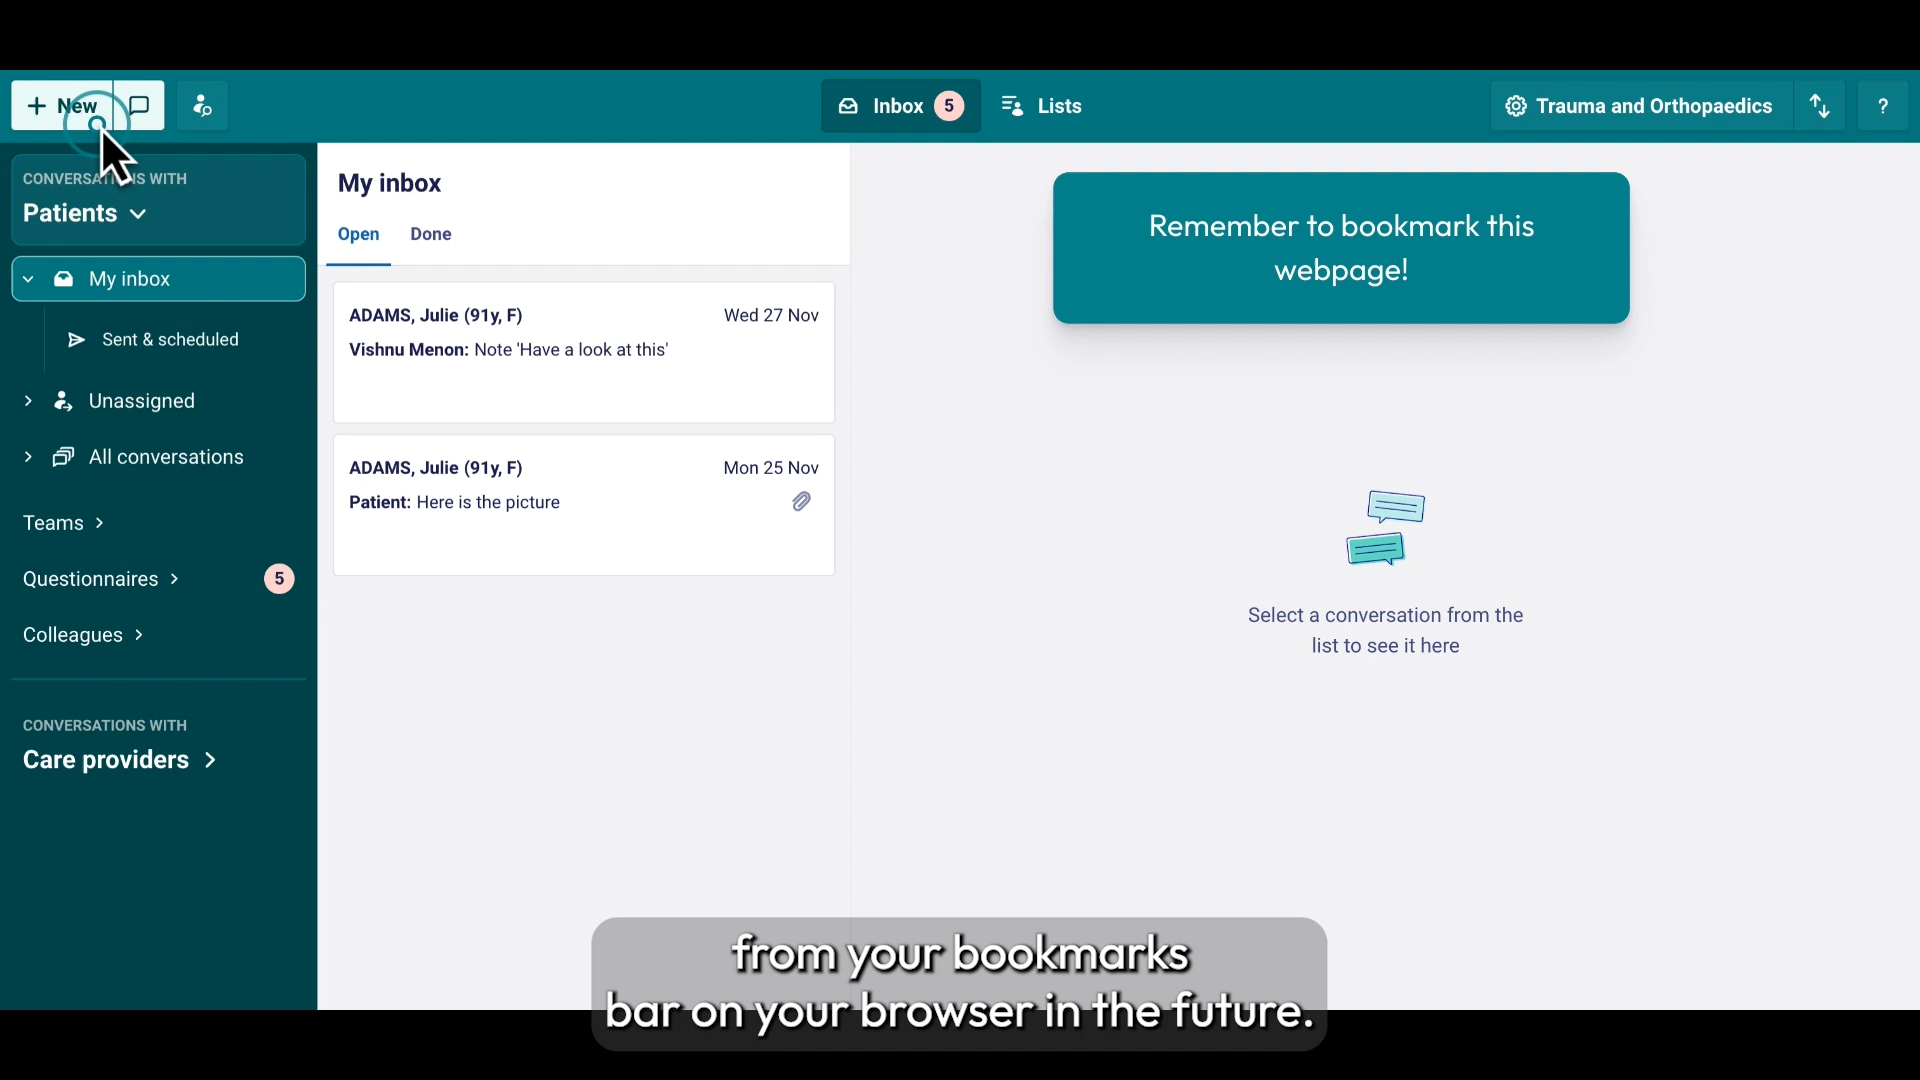 New
Inbox 5
Lists
Trauma and Orthopaedics
?
CONVERSATIONS WITH
Patients
My inbox
Sent & scheduled
Unassigned
All conversations
Teams
Questionnaires 5
Colleagues
CONVERSATIONS WITH
Care providers
My inbox
Open Done
ADAMS, Julie (91y, F) Wed 27 Nov
Vishnu Menon: Note 'Have a look at this'
ADAMS, Julie (91y, F) Mon 25 Nov
Patient: Here is the picture
Remember to bookmark this
webpage!
Select a conversation from the
list to see it here
from your bookmarks
bar on your browser in the future.